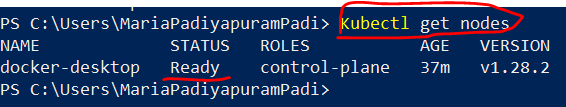 PS C:\Users\MariaPadiyapuramPadi> Kubectl get nodes
NAME STATUS ROLES AGE VERSION
docker-desktop Ready control-plane 37m v1.28.2
PS C:\Users\MariaPadiyapuramPadi>